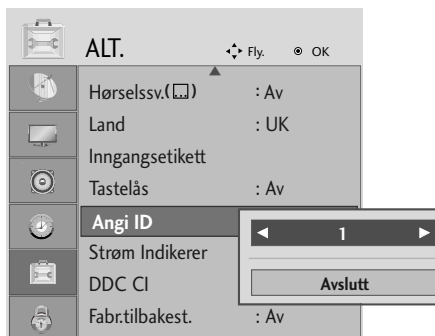 ALT. Fly. OK
Hørselssv.( ) : Av
Land : UK
Inngangsetikett
Tastelås : Av
Angi ID
1
Strøm Indikerer
DDC CI
Avslutt
Fabr.tilbakest. : Av